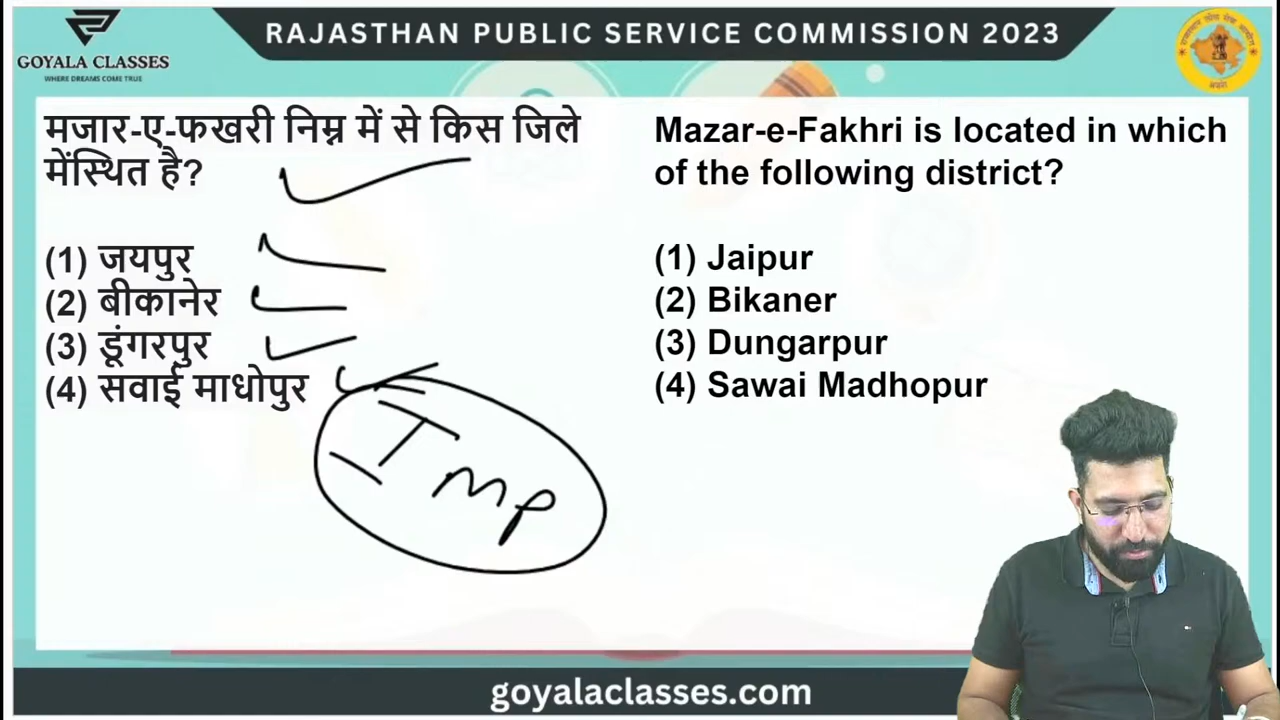 GOYALA CLASSES
WHERE DREAMS COME TRUE
RAJASTHAN PUBLIC SERVICE COMMISSION 2023
मजार-ए-फखरी निम्न में से किस जिले
मेंस्थित है?
(1) जयपुर
(2) बीकानेर
(3) डूंगरपुर
(4) सवाई माधोपुर
Imp
Mazar-e-Fakhri is located in which
of the following district?
(1) Jaipur
(2) Bikaner
(3) Dungarpur
(4) Sawai Madhopur
goyalaclasses.com